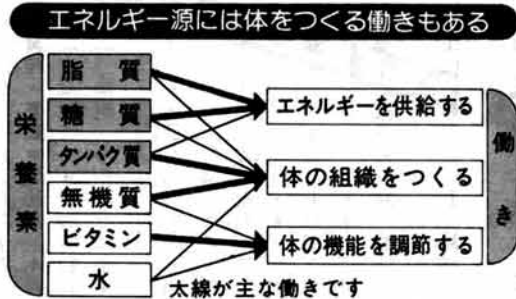 エネルギー源には体をつくる働きもある
栄養素
脂質
糖質
タンパク質
無機質
ビタミン
水
エネルギーを供給する
体の組織をつくる
体の機能を調節する
働き
太線が主な働きです